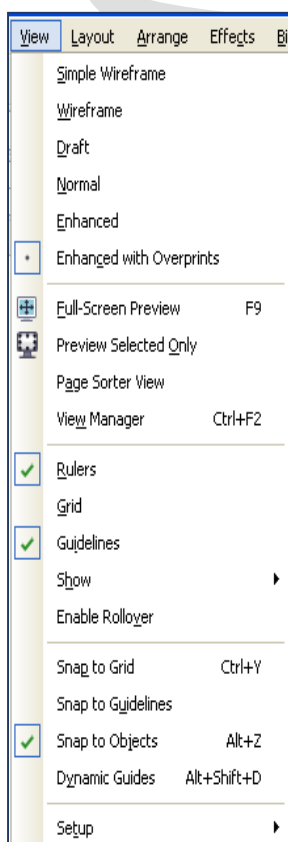 View Layout Arrange Effects Bi
Simple Wireframe
Wireframe
Draft
Normal
Enhanced
Enhanced with Overprints
Full-Screen Preview F9
Preview Selected Only
Page Sorter View
View Manager Ctrl+F2
Rulers
Grid
Guidelines
Show
Enable Rollover
Snap to Grid Ctrl+Y
Snap to Guidelines
Snap to Objects Alt+Z
Dynamic Guides Alt+Shift+D
Setup